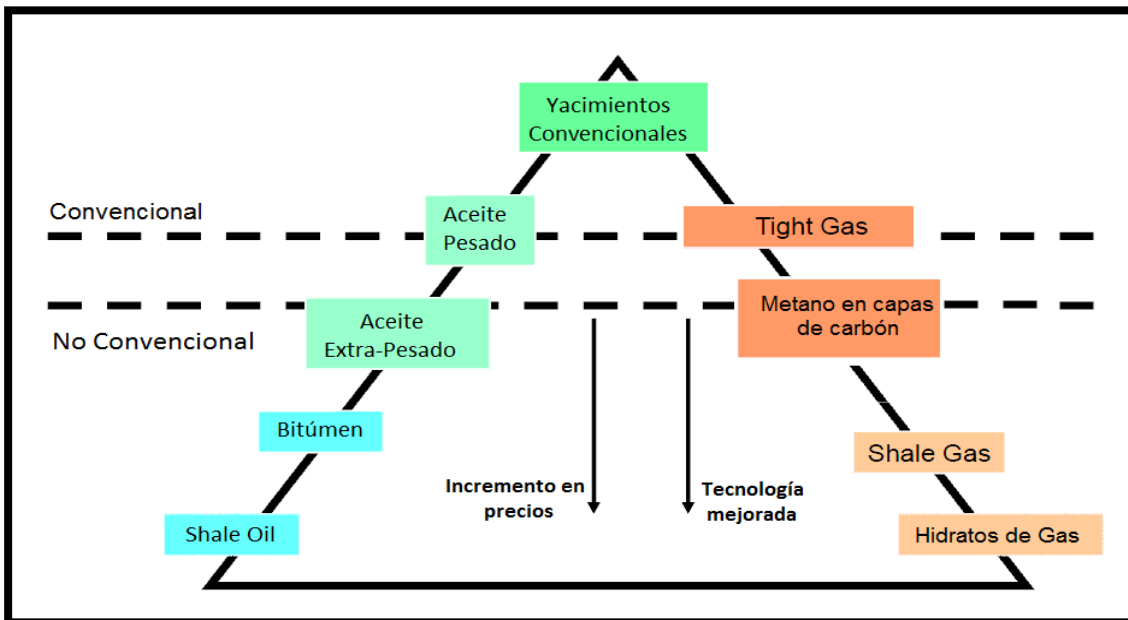 Yacimientos
Convencionales
Convencional
Aceite
Pesado
Tight Gas
No Convencional
Aceite
Extra-Pesado
Metano en capas
de carbón
Bitúmen
Shale Gas
Incremento en
precios
Tecnología
mejorada
Shale Oil
Hidratos de Gas